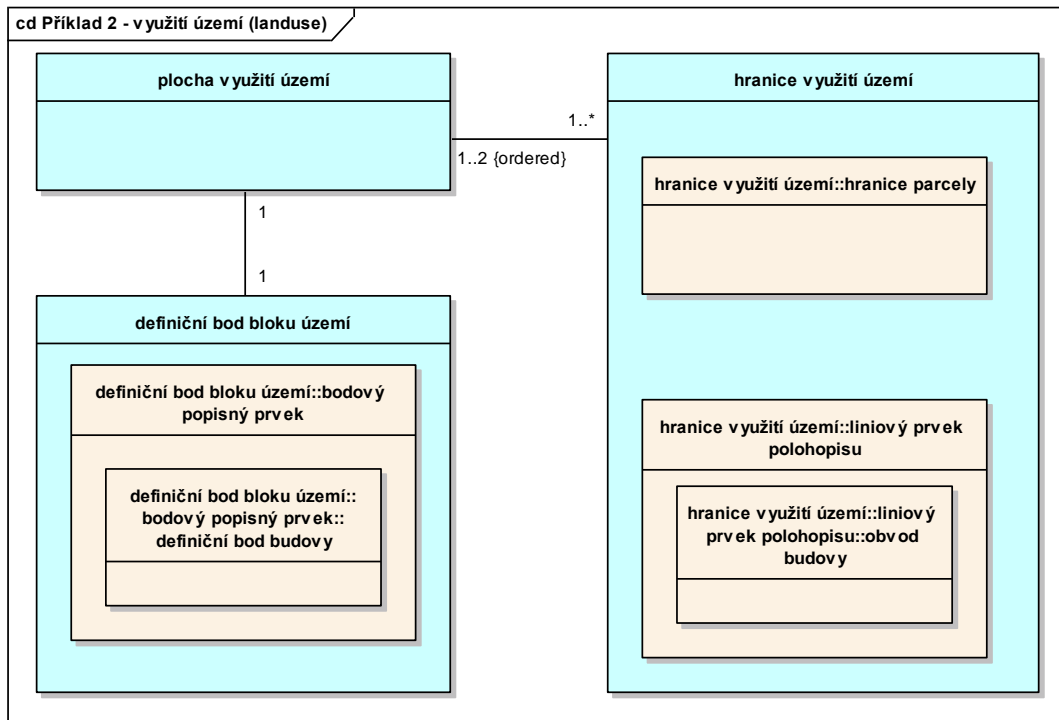 cd Příklad 2 - využití území (landuse)
plocha využití území
hranice využití území
1..*
1..2 {ordered}
hranice využití území::hranice parcely
1
1
definiční bod bloku území
definiční bod bloku území::bodový
popisný prvek
definiční bod bloku území::
bodový popisný prvek::
definiční bod budovy
hranice využití území::liniový prvek
polohopisu
hranice využití území::liniový
prvek polohopisu::obvod
budovy